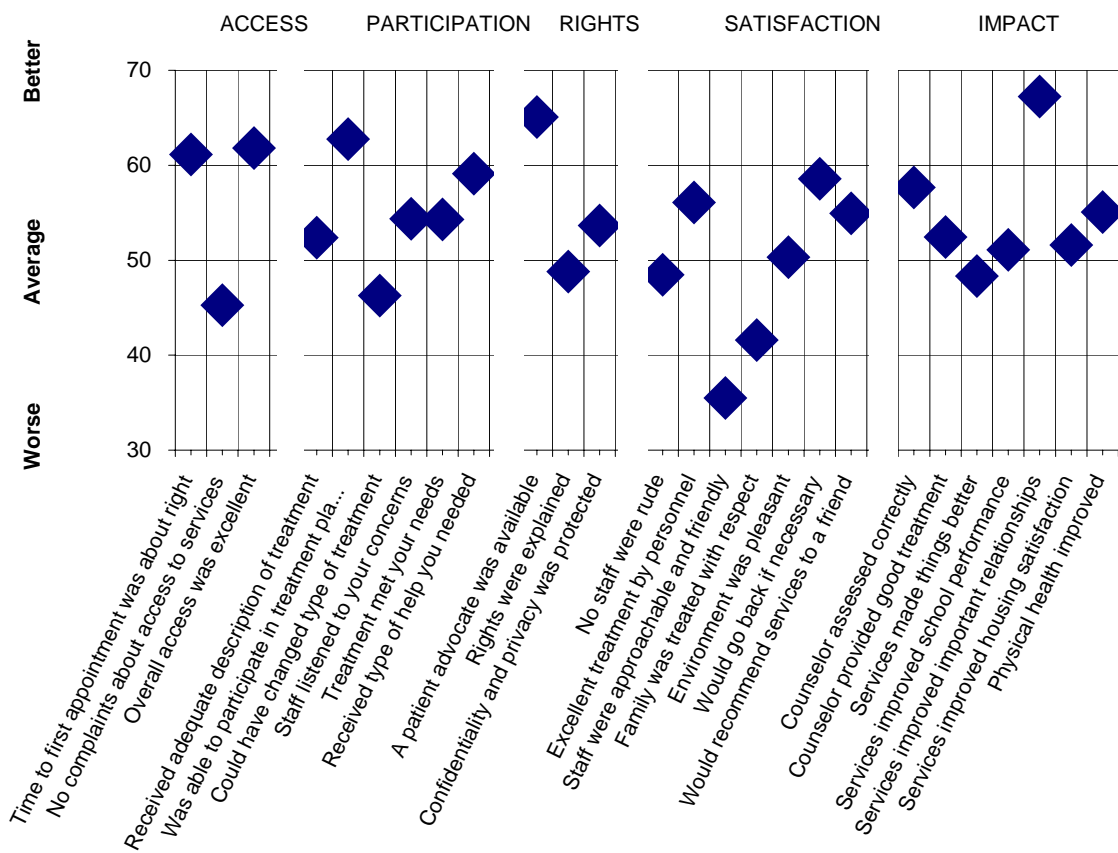 ACCESS
PARTICIPATION
RIGHTS
SATISFACTION
IMPACT
Better
Average
Worse
70
60
50
40
30
Time to first appointment was about right
No complaints about access to services
Overall access was excellent
Received adequate description of treatment
Was able to participate in treatment pla...
Could have changed type of treatment
Staff listened to your concerns
Treatment met your needs
Received type of help you needed
A patient advocate was available
Rights were explained
Confidentiality and privacy was protected
No staff were rude
Excellent treatment by personnel
Staff were approachable and friendly
Family was treated with respect
Environment was pleasant
Would go back if necessary
Would recommend services to a friend
Counselor assessed correctly
Counselor provided good treatment
Services made things better
Services improved school performance
Services improved important relationships
Services improved housing satisfaction
Physical health improved